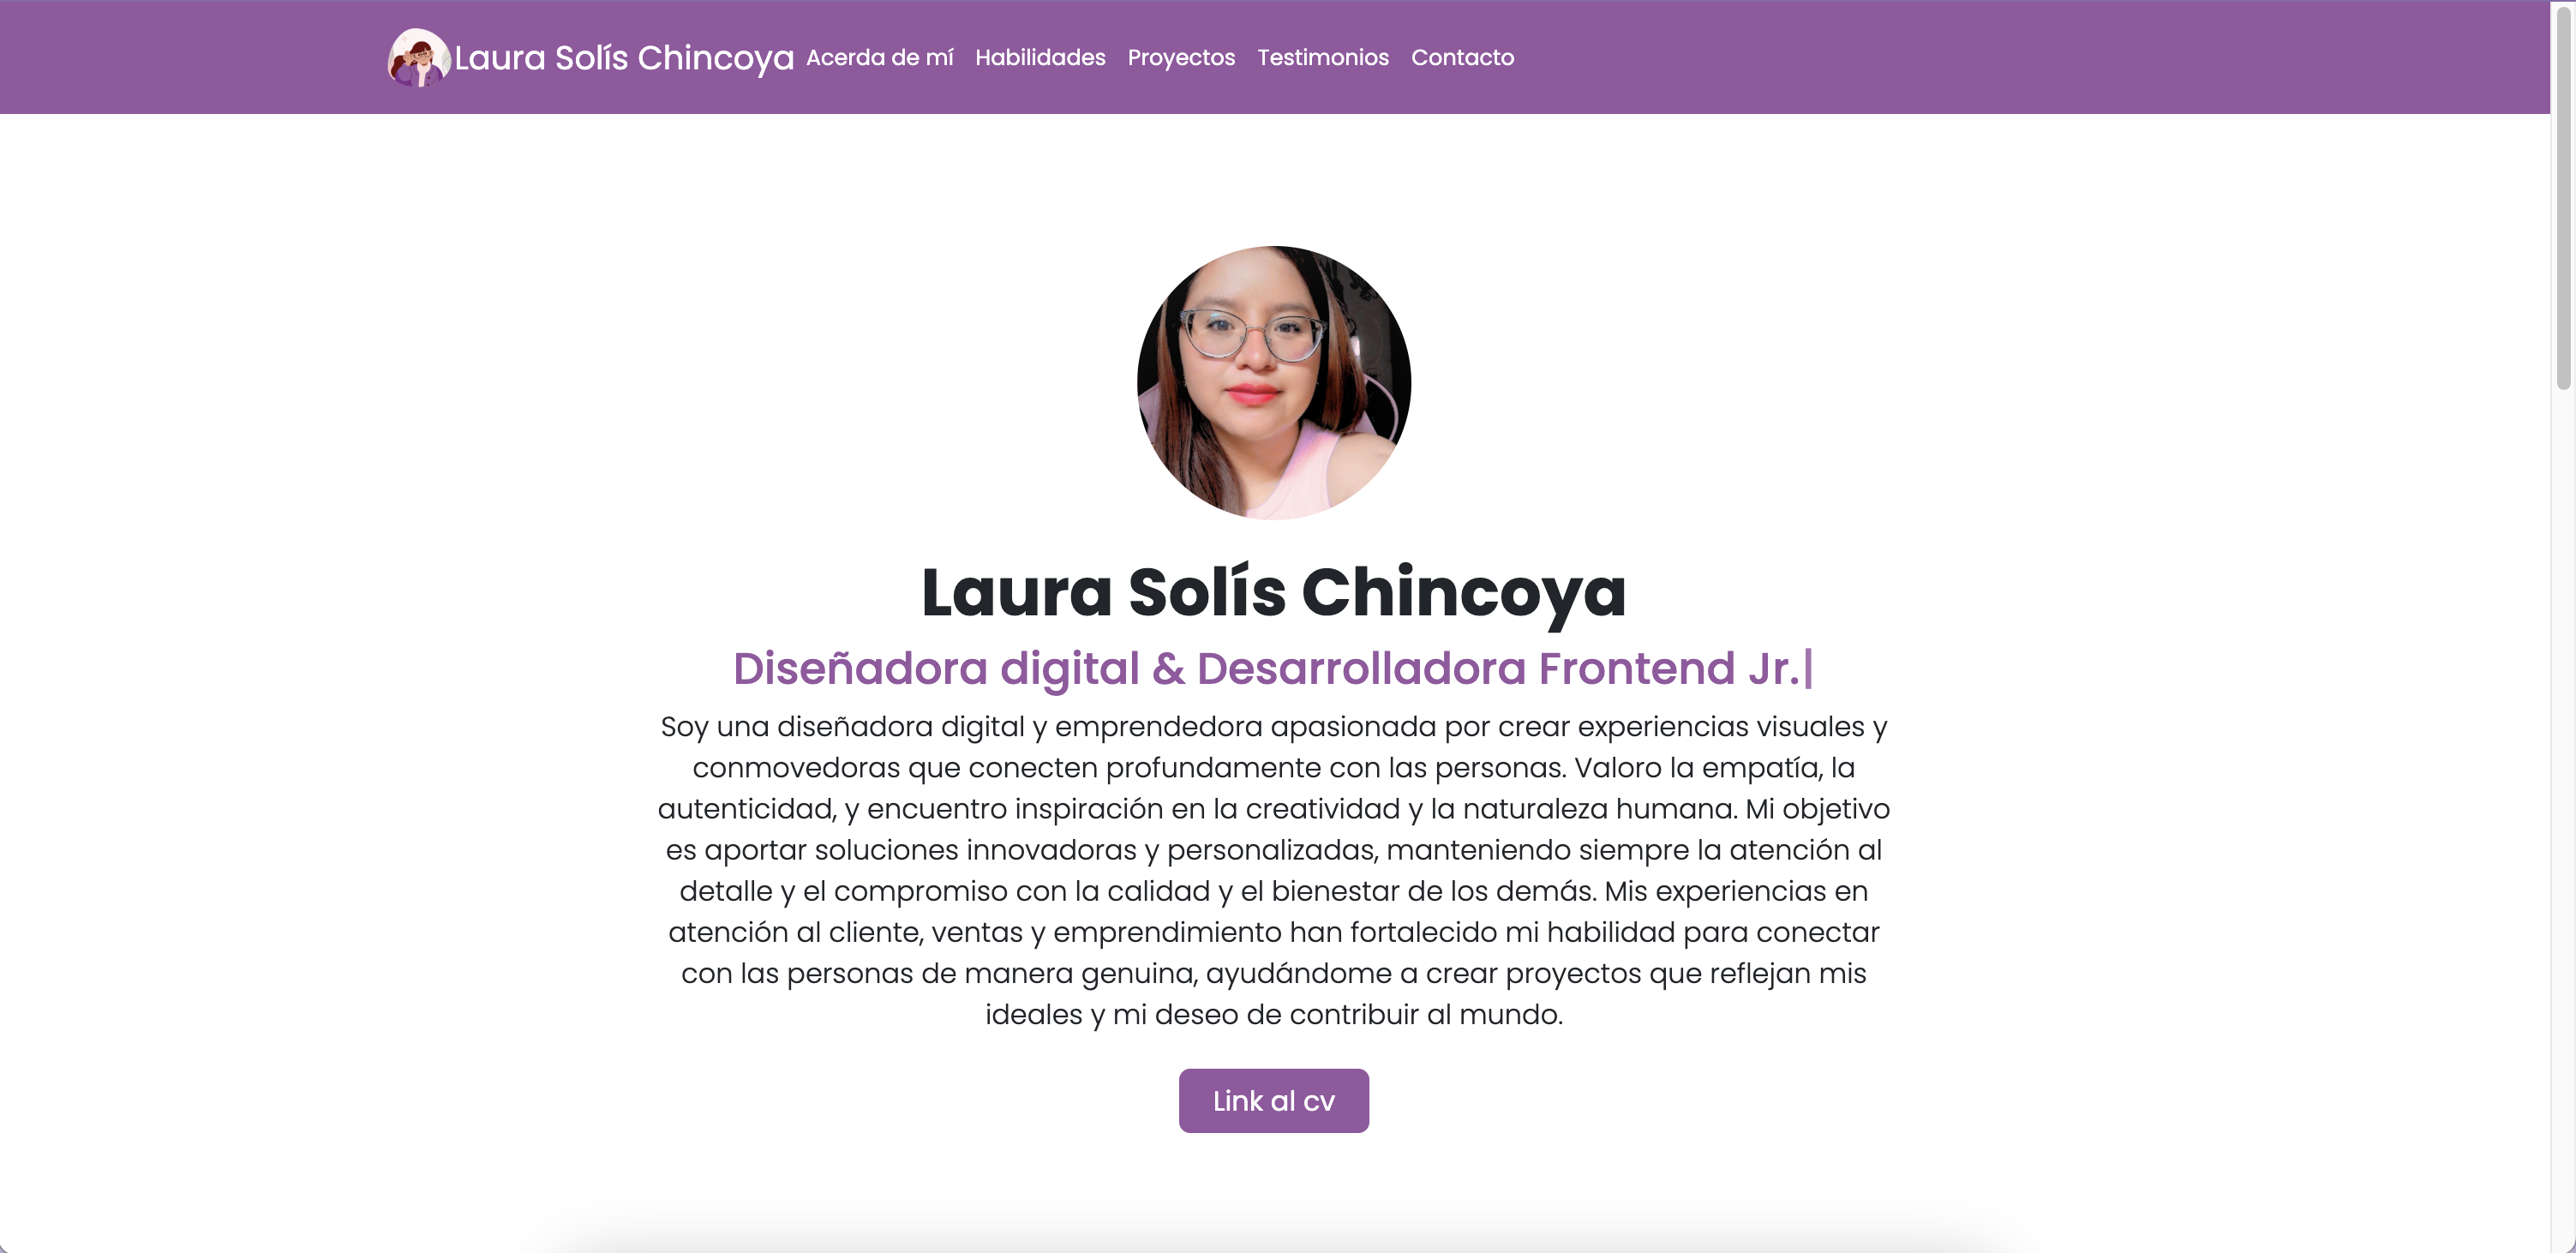 Laura Solís Chincoya Acerda de mí Habilidades Proyectos Testimonios Contacto
Laura Solís Chincoya
Diseñadora digital & Desarrolladora Frontend Jr.|
Soy una diseñadora digital y emprendedora apasionada por crear experiencias visuales y
conmovedoras que conecten profundamente con las personas. Valoro la empatía, la
autenticidad, y encuentro inspiración en la creatividad y la naturaleza humana. Mi objetivo
es aportar soluciones innovadoras y personalizadas, manteniendo siempre la atención al
detalle y el compromiso con la calidad y el bienestar de los demás. Mis experiencias en
atención al cliente, ventas y emprendimiento han fortalecido mi habilidad para conectar
con las personas de manera genuina, ayudándome a crear proyectos que reflejan mis
ideales y mi deseo de contribuir al mundo.
Link al cv